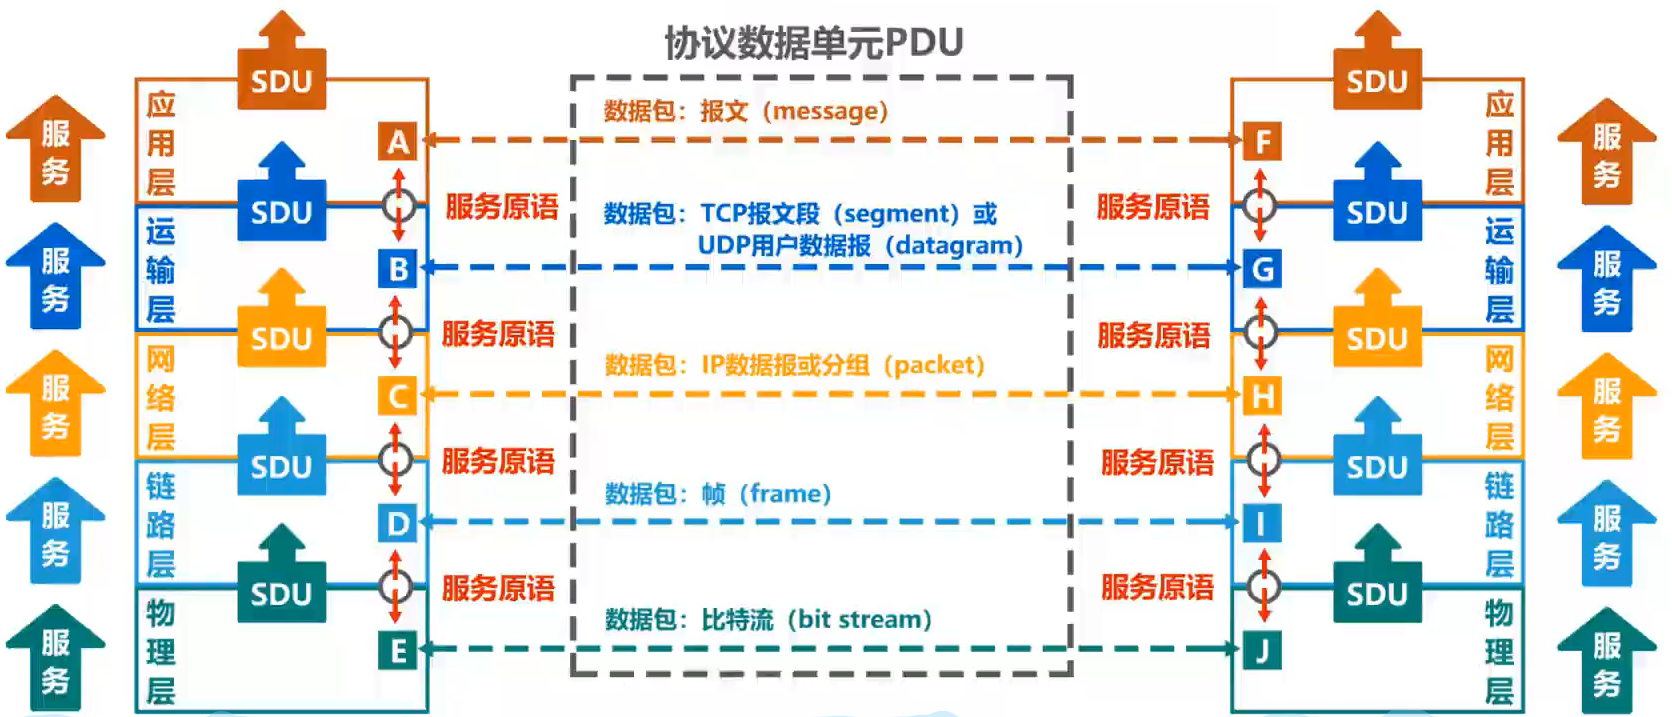 协议数据单元PDU
SDU
SDU
服务
应用层
数据包：报文（message）
应用层
服务
A
F
SDU
服务原语
服务原语
SDU
服务
运输层
数据包：TCP报文段（segment）或
UDP用户数据报（datagram）
运输层
服务
B
G
SDU
服务原语
服务原语
SDU
服务
网络层
数据包：IP数据报或分组（packet）
网络层
服务
C
H
SDU
服务原语
服务原语
SDU
服务
链路层
数据包：帧（frame）
链路层
服务
D
I
SDU
服务原语
服务原语
SDU
服务
物理层
数据包：比特流（bit stream）
物理层
服务
E
J